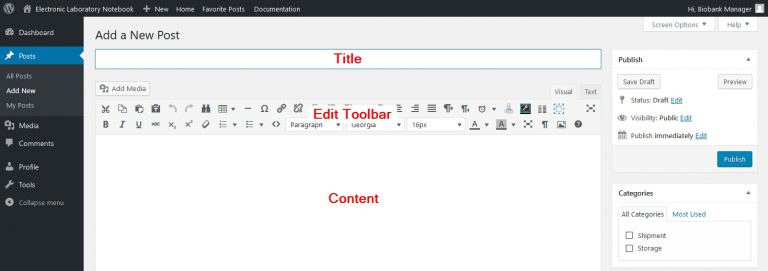 Electronic Laboratory Notebook + New Home Favorite Posts Documentation Hi, Biobank Manager
Screen Options Help
Dashboard
Posts
All Posts
Add New
My Posts
Media
Comments
Profile
Tools
Collapse menu
Add a New Post
Title
Add Media
Visual Text
Edit Toolbar
B I U ABC A Paragraph Georgia 16px A A
Content
Publish
Save Draft Preview
Status: Draft Edit
Visibility: Public Edit
Publish immediately Edit
Publish
Categories
All Categories Most Used
Shipment
Storage